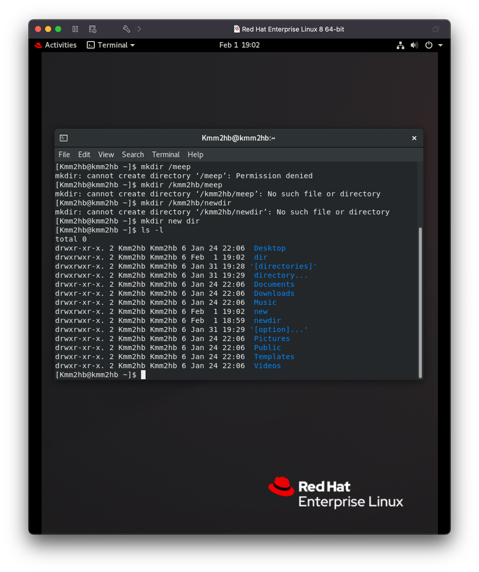 Red Hat Enterprise Linux 8 64-bit
Activities Terminal Feb 1 19:02
Kmm2hb@kmm2hb:~
File Edit View Search Terminal Help
[Kmm2hb@kmm2hb ~]$ mkdir /meep
mkdir: cannot create directory ‘/meep’: Permission denied
[Kmm2hb@kmm2hb ~]$ mkdir /kmm2hb/meep
mkdir: cannot create directory ‘/kmm2hb/meep’: No such file or directory
[Kmm2hb@kmm2hb ~]$ mkdir /kmm2hb/newdir
mkdir: cannot create directory ‘/kmm2hb/newdir’: No such file or directory
[Kmm2hb@kmm2hb ~]$ mkdir new dir
[Kmm2hb@kmm2hb ~]$ ls -l
total 0
drwxr-xr-x. 2 Kmm2hb Kmm2hb 6 Jan 24 22:06 Desktop
drwxrwxr-x. 2 Kmm2hb Kmm2hb 6 Feb 1 19:02 dir
drwxrwxr-x. 2 Kmm2hb Kmm2hb 6 Jan 31 19:28 '[directories]'
drwxrwxr-x. 2 Kmm2hb Kmm2hb 6 Jan 31 19:29 directory...
drwxr-xr-x. 2 Kmm2hb Kmm2hb 6 Jan 24 22:06 Documents
drwxr-xr-x. 2 Kmm2hb Kmm2hb 6 Jan 24 22:06 Downloads
drwxr-xr-x. 2 Kmm2hb Kmm2hb 6 Jan 24 22:06 Music
drwxrwxr-x. 2 Kmm2hb Kmm2hb 6 Feb 1 19:02 new
drwxrwxr-x. 2 Kmm2hb Kmm2hb 6 Feb 1 18:59 newdir
drwxrwxr-x. 2 Kmm2hb Kmm2hb 6 Jan 31 19:29 '[option]...'
drwxr-xr-x. 2 Kmm2hb Kmm2hb 6 Jan 24 22:06 Pictures
drwxr-xr-x. 2 Kmm2hb Kmm2hb 6 Jan 24 22:06 Public
drwxr-xr-x. 2 Kmm2hb Kmm2hb 6 Jan 24 22:06 Templates
drwxr-xr-x. 2 Kmm2hb Kmm2hb 6 Jan 24 22:06 Videos
[Kmm2hb@kmm2hb ~]$
Red Hat
Enterprise Linux